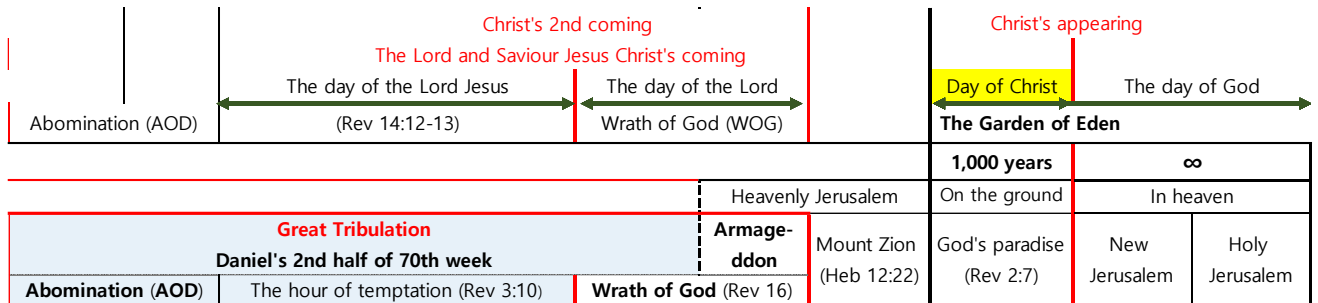 Christ's 2nd coming Christ's appearing
The Lord and Saviour Jesus Christ's coming
The day of the Lord Jesus The day of the Lord Day of Christ The day of God
Abomination (AOD) (Rev 14:12-13) Wrath of God (WOG) The Garden of Eden
1,000 years ∞
Heavenly Jerusalem On the ground In heaven
Great Tribulation Armage-
Daniel's 2nd half of 70th week ddon
Mount Zion God's paradise New Holy
(Heb 12:22) (Rev 2:7) Jerusalem Jerusalem
Abomination (AOD) The hour of temptation (Rev 3:10) Wrath of God (Rev 16)